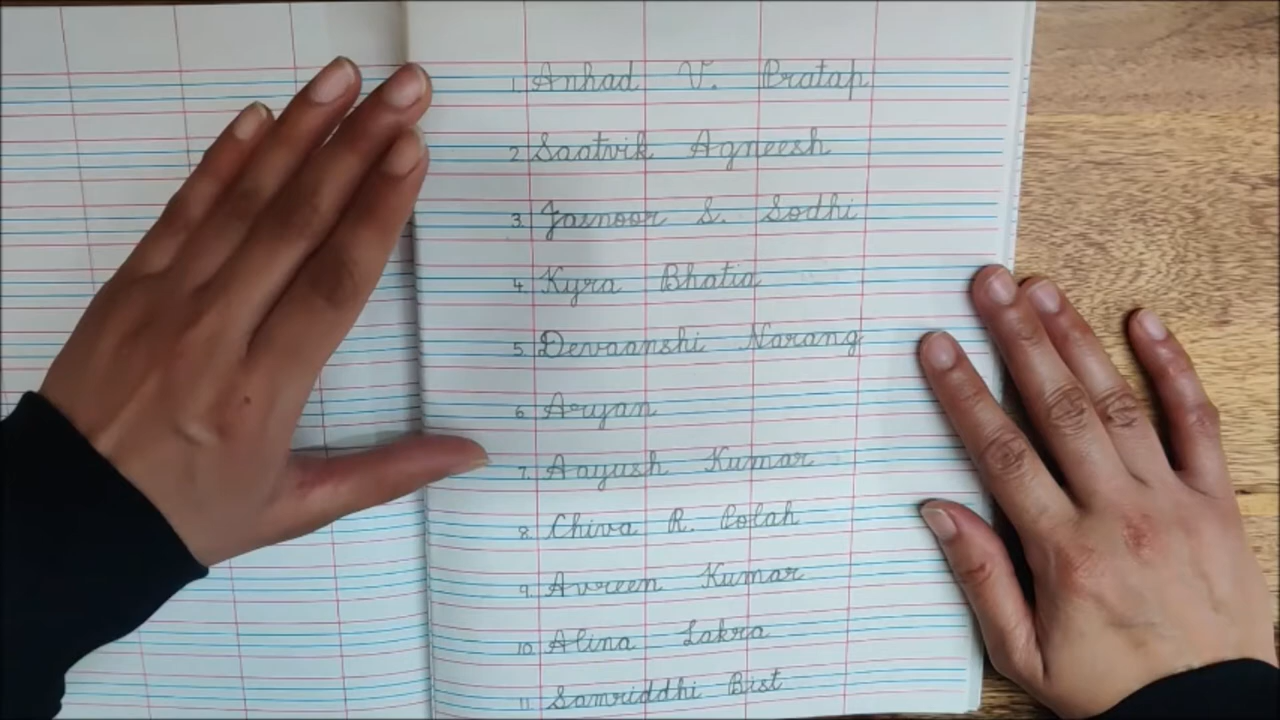 1. Anhad V. Pratap
2 Saatvik Agneesh
3. Jasnoor S. Sodhi
4. Kyra Bhatia
5. Devaanshi Narang
6. Aryan
7. Aayush Kumar
8. Chiva R. Polah
9. Avreen Kumar
10. Alina Lakra
11. Samriddhi Bist